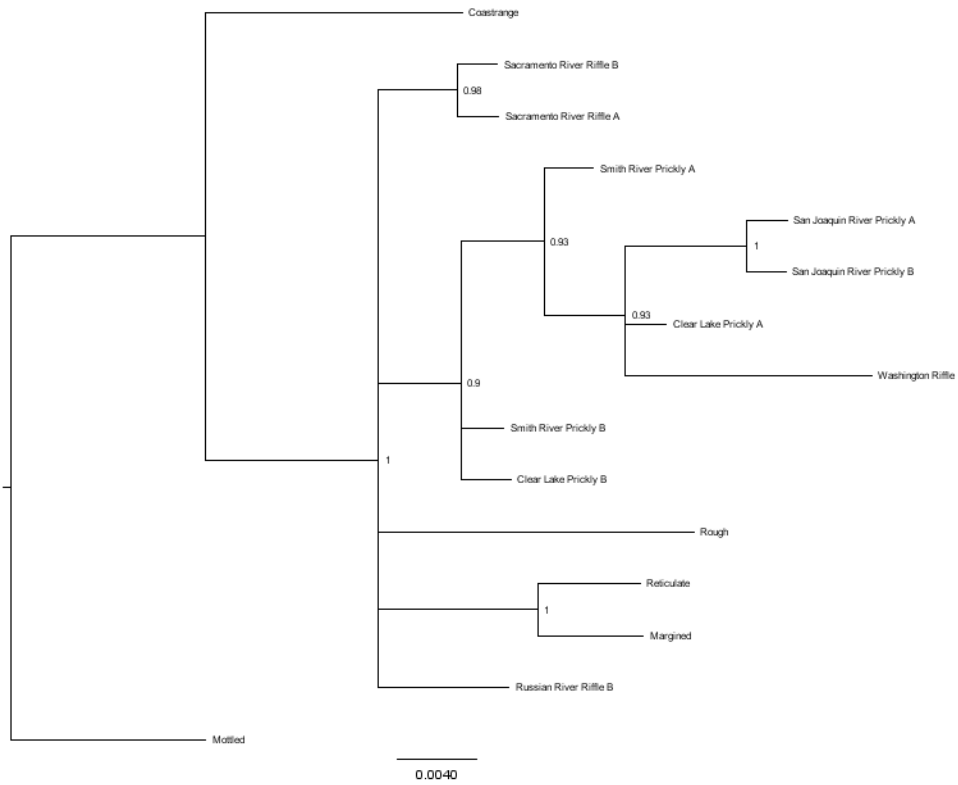 Coastrange
Sacramento River Riffle B
0.98
Sacramento River Riffle A
Smith River Prickly A
San Joaquin River Prickly A
0.93
1
San Joaquin River Prickly B
0.93
Clear Lake Prickly A
Washington Riffle
0.9
Smith River Prickly B
1
Clear Lake Prickly B
Rough
Reticulate
1
Margined
Russian River Riffle B
Mottled
0.0040